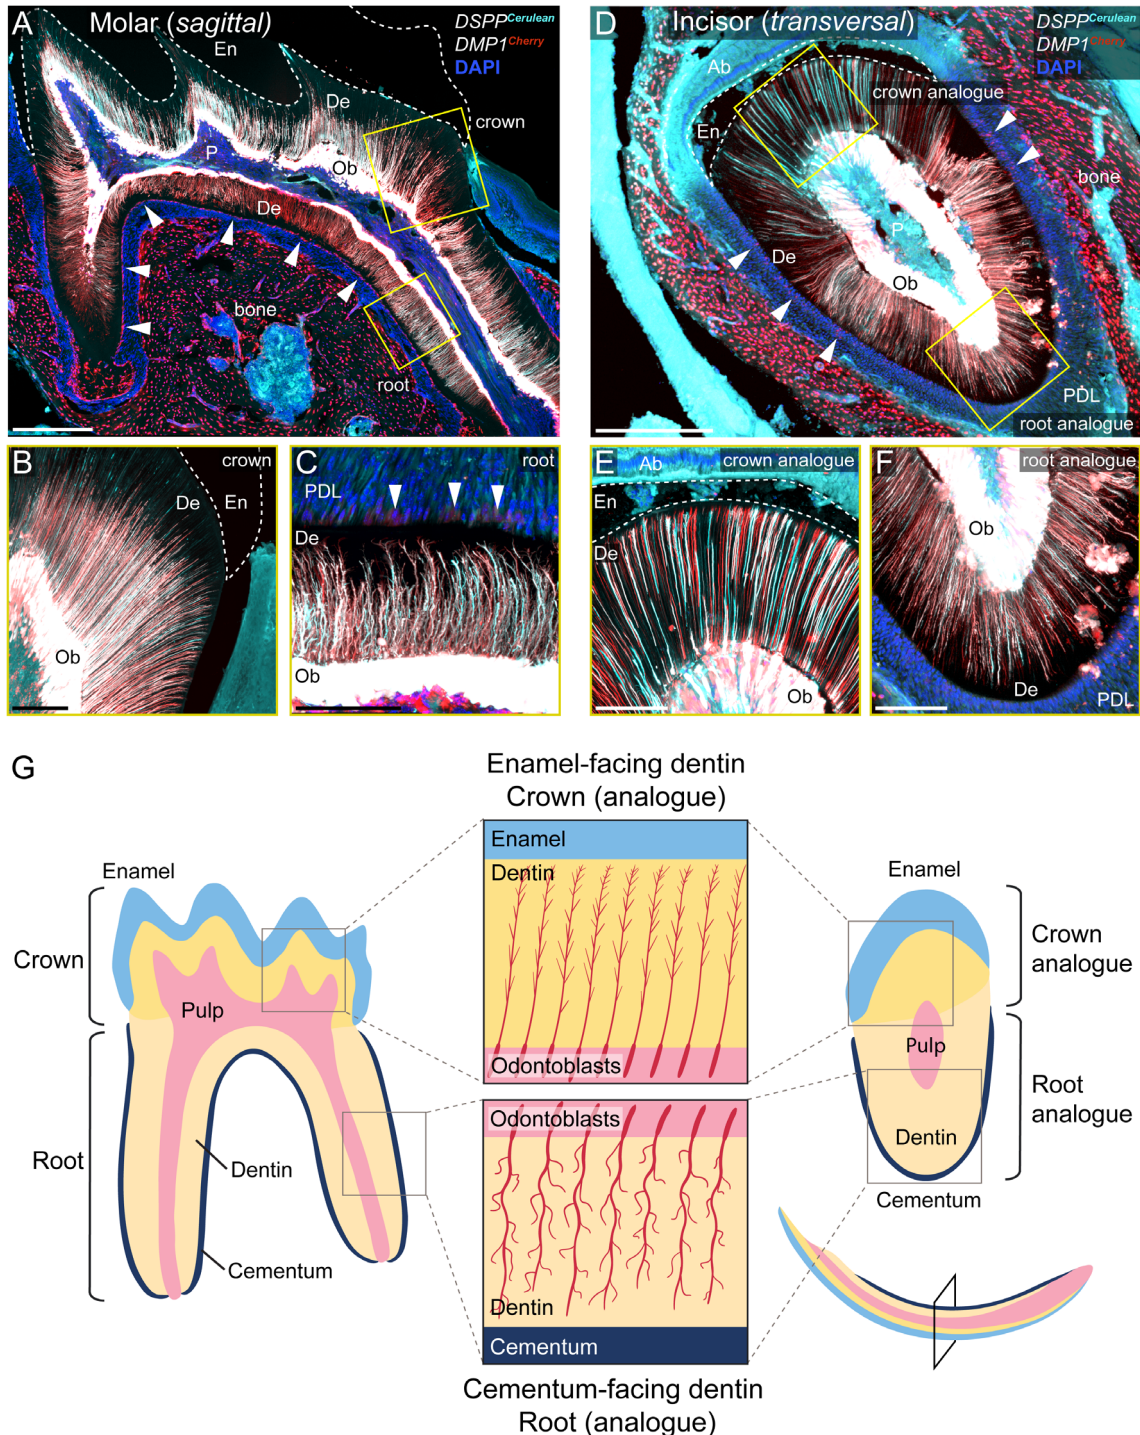 A Molar (sagittal)
DSPPCerulean
DMP1Cherry
DAPI
En
De
crown
P
Ob
De
bone
root
D Incisor (transversal)
DSPPCerulean
DMP1Cherry
DAPI
Ab
crown analogue
En
bone
P
De
Ob
PDL
root analogue
B
crown
De
En
Ob
C
root
PDL
De
Ob
E
Ab
crown analogue
En
De
Ob
F
root analogue
Ob
De
PDL
G
Enamel-facing dentin
Crown (analogue)
Enamel
Crown
Pulp
Root
Dentin
Cementum
Enamel
Dentin
Odontoblasts
Odontoblasts
Dentin
Cementum
Cementum-facing dentin
Root (analogue)
Enamel
Crown
analogue
Pulp
Root
analogue
Dentin
Cementum